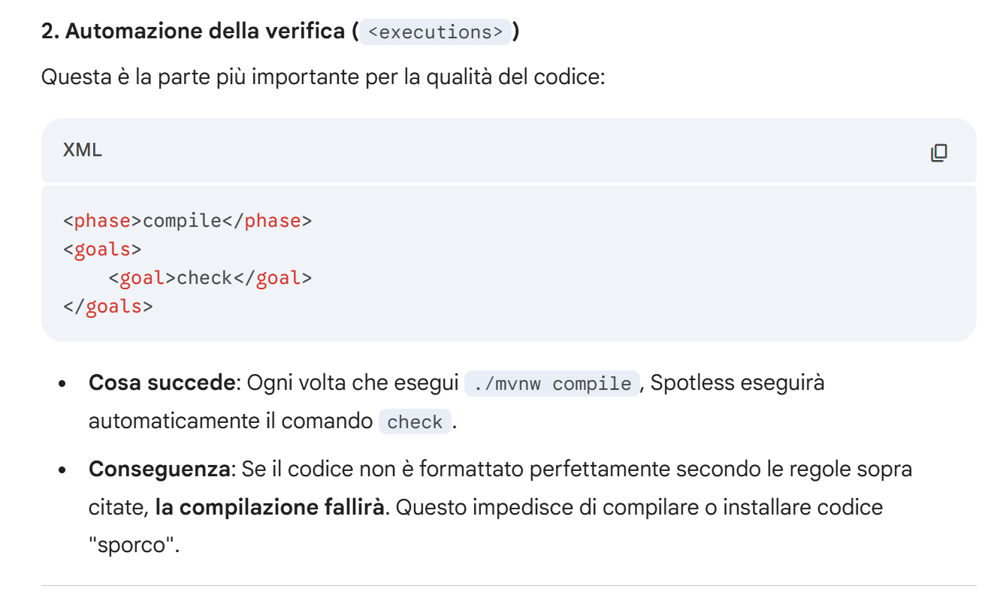 2. Automazione della verifica ( <executions> )
Questa è la parte più importante per la qualità del codice:
XML
<phase>compile</phase>
<goals>
    <goal>check</goal>
</goals>
• Cosa succede: Ogni volta che esegui ./mvnw compile , Spotless eseguirà
automaticamente il comando check .
• Conseguenza: Se il codice non è formattato perfettamente secondo le regole sopra
citate, la compilazione fallirà. Questo impedisce di compilare o installare codice
"sporco".